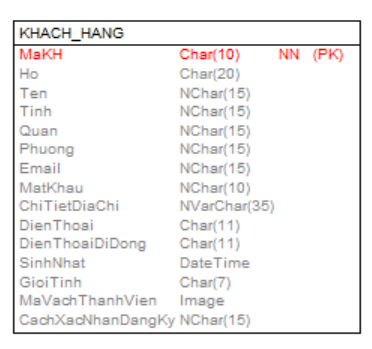 KHACH_HANG
MaKH Char(10) NN (PK)
Ho Char(20)
Ten NChar(15)
Tinh NChar(15)
Quan NChar(15)
Phuong NChar(15)
Email NChar(15)
MatKhau NChar(10)
ChiTietDiaChi NVarChar(35)
DienThoai Char(11)
DienThoaiDiDong Char(11)
SinhNhat DateTime
GioiTinh Char(7)
MaVachThanhVien Image
CachXacNhanDangKy NChar(15)